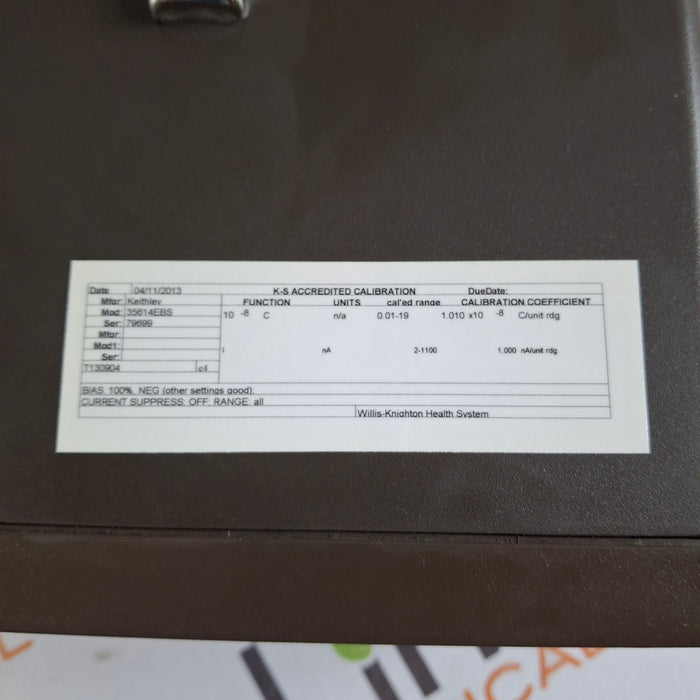 Date: 04/11/2013 K-S ACCREDITED CALIBRATION DueDate:
Mfgr: Keithley FUNCTION UNITS cal'ed range CALIBRATION COEFFICIENT
Mod: 35614EBS 10 -8 C n/a 0.01-19 1.010 x10 -8 C/unit rdg
Ser: 79699
Mfgr:
Mod1: I nA 2-1100 1.000 nA/unit rdg
Ser:
T130904 c4
BIAS: 100%, NEG (other settings good);
CURRENT SUPPRESS: OFF; RANGE: all
Willis-Knighton Health System
ICAL